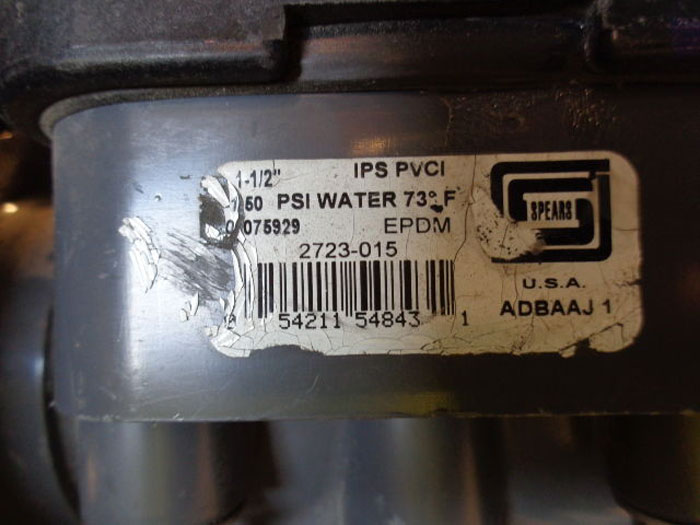 1-1/2" IPS PVCI
150 PSI WATER 73° F
075929 EPDM
2723-015
54211 54843 1
SPEARS
U.S.A.
ADBAAJ 1